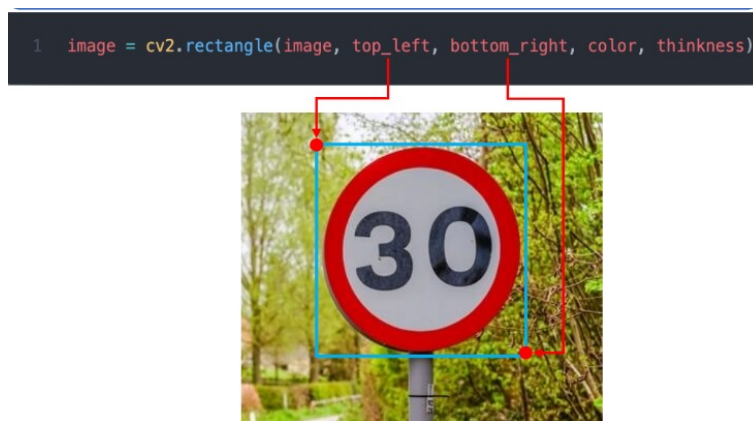 1 image = cv2.rectangle(image, top_left, bottom_right, color, thinkness)
30